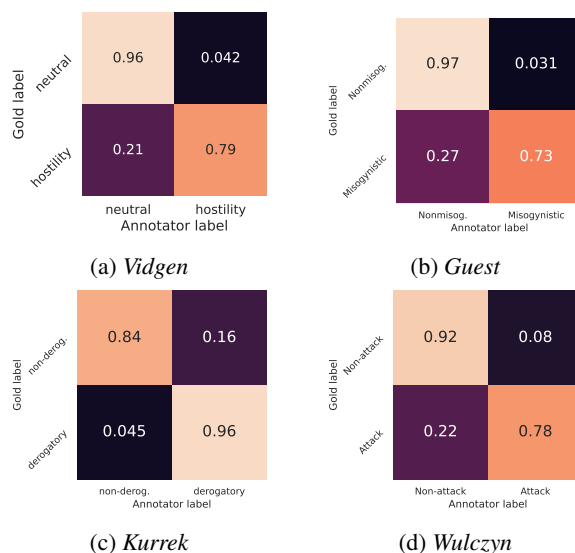 Gold label
neutral
hostility
0.96
0.042
0.21
0.79
neutral
hostility
Annotator label
(a) Vidgen
Gold label
Nonmisog.
Misogynistic
0.97
0.031
0.27
0.73
Nonmisog.
Misogynistic
Annotator label
(b) Guest
Gold label
non-derog.
derogatory
0.84
0.16
0.045
0.96
non-derog.
derogatory
Annotator label
(c) Kurrek
Gold label
Non-attack
Attack
0.92
0.08
0.22
0.78
Non-attack
Attack
Annotator label
(d) Wulczyn